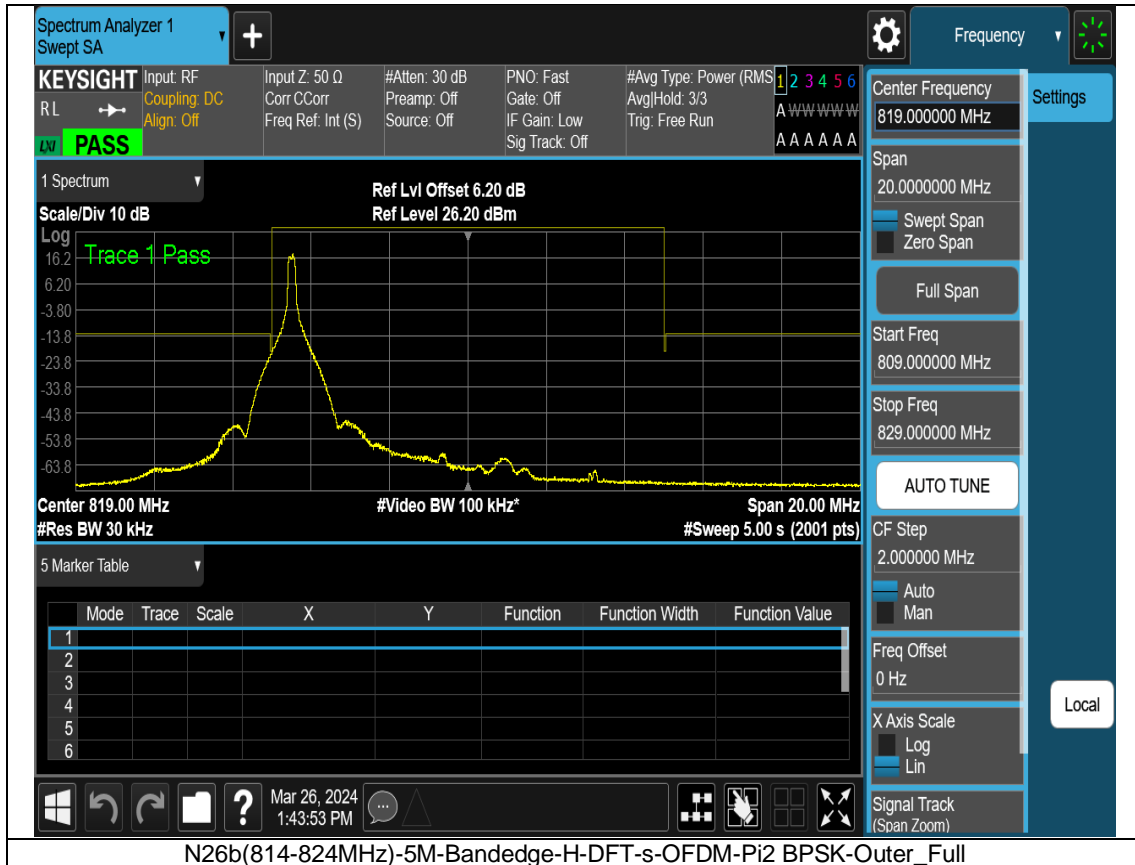 Spectrum Analyzer 1
Swept SA
+
Frequency
KEYSIGHT
RL
LXI PASS
Input: RF
Coupling: DC
Align: Off
Input Z: 50 Ω
Corr CCorr
Freq Ref: Int (S)
#Atten: 30 dB
Preamp: Off
Source: Off
PNO: Fast
Gate: Off
IF Gain: Low
Sig Track: Off
#Avg Type: Power (RMS
Avg|Hold: 3/3
Trig: Free Run
1 2 3 4 5 6
A W W W W W
A A A A A A
Center Frequency
819.000000 MHz
Settings
Span
20.0000000 MHz
Swept Span
Zero Span
Full Span
Start Freq
809.000000 MHz
Stop Freq
829.000000 MHz
AUTO TUNE
CF Step
2.000000 MHz
Auto
Man
Freq Offset
0 Hz
X Axis Scale
Log
Lin
Signal Track
(Span Zoom)
Local
1 Spectrum
Scale/Div 10 dB
Ref Lvl Offset 6.20 dB
Ref Level 26.20 dBm
Log
Trace 1 Pass
16.2
6.20
-3.80
-13.8
-23.8
-33.8
-43.8
-53.8
-63.8
Center 819.00 MHz
#Video BW 100 kHz*
Span 20.00 MHz
#Res BW 30 kHz
#Sweep 5.00 s (2001 pts)
5 Marker Table
Mode Trace Scale X Y Function Function Width Function Value
1
2
3
4
5
6
?
Mar 26, 2024
1:43:53 PM
N26b(814-824MHz)-5M-Bandedge-H-DFT-s-OFDM-Pi2 BPSK-Outer_Full